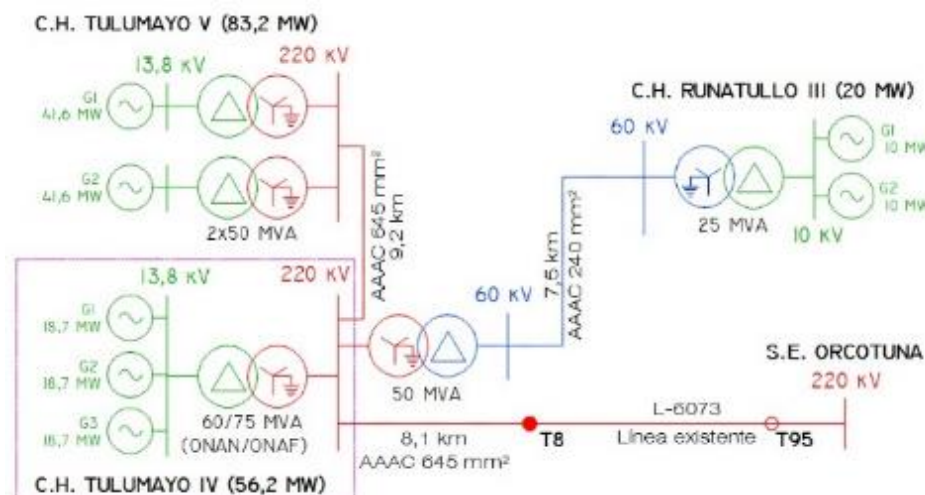 C.H. TULUMAYO V (83,2 MW)
13,8 KV
220 KV
G1
41,6 MW
G2
41,6 MW
2x50 MVA
AAAC 645 mm²
9,2 km
C.H. RUNATULLO III (20 MW)
60 KV
G1
10 MW
G2
10 MW
25 MVA
10 KV
7,5 km
AAAC 240 mm²
13,8 KV
220 KV
60 KV
G1
18,7 MW
G2
18,7 MW
G3
18,7 MW
60/75 MVA
(ONAN/ONAF)
50 MVA
S.E. ORCOTUNA
220 KV
8,1 km
AAAC 645 mm²
T8
L-6073
Línea existente
T95
C.H. TULUMAYO IV (56,2 MW)